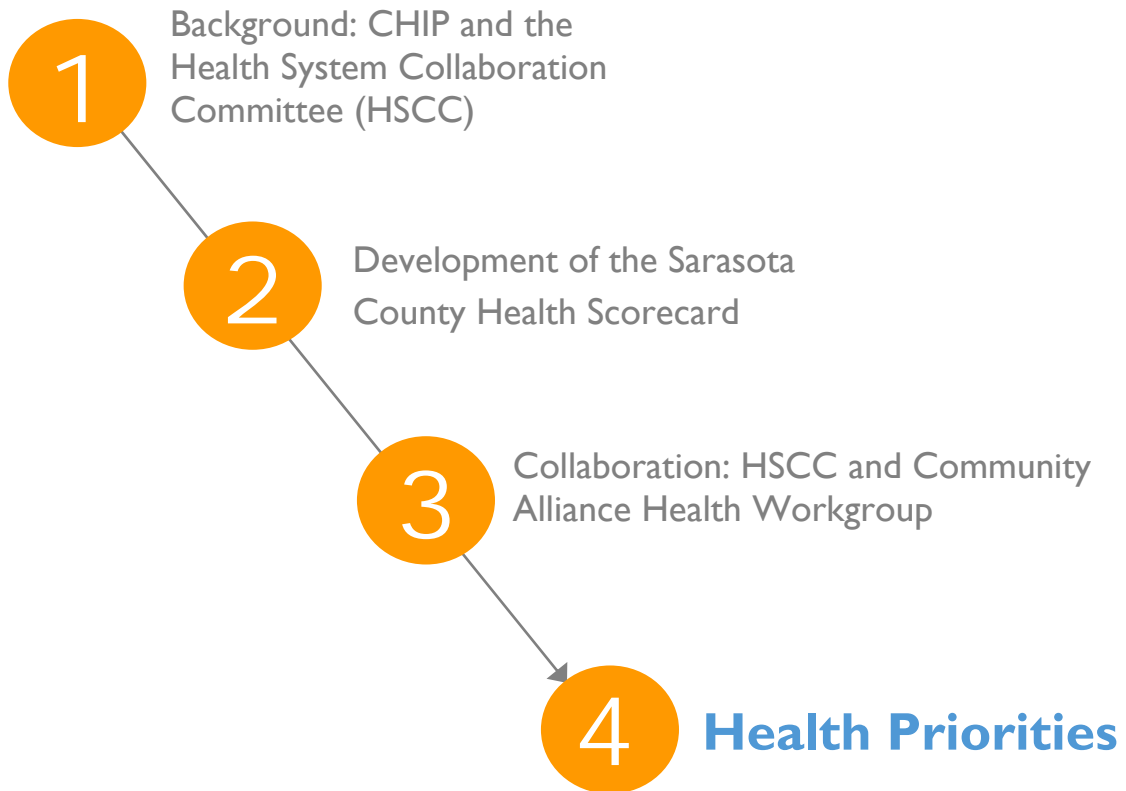 1
Background: CHIP and the
Health System Collaboration
Committee (HSCC)
2
Development of the Sarasota
County Health Scorecard
3
Collaboration: HSCC and Community
Alliance Health Workgroup
4
Health Priorities